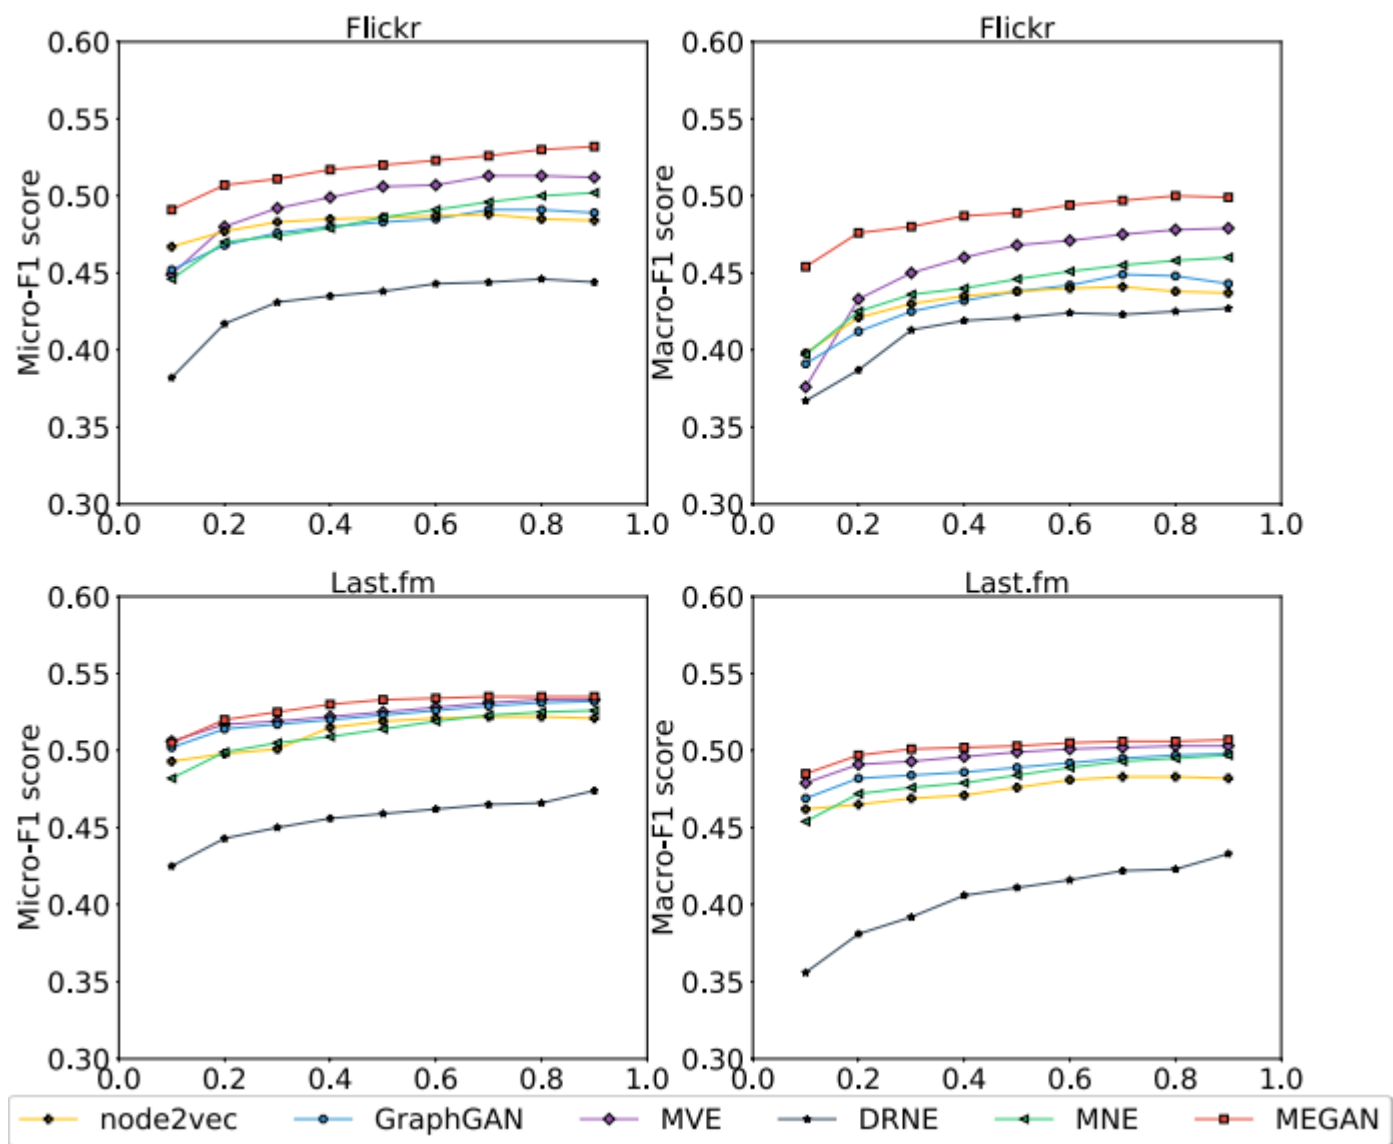 Flickr Flickr
0.60 0.60
0.55 0.55
0.50 0.50
0.45 0.45
0.40 0.40
0.35 0.35
0.30 0.30
Micro-F1 score Macro-F1 score
0.0 0.2 0.4 0.6 0.8 1.0 0.0 0.2 0.4 0.6 0.8 1.0
Last.fm Last.fm
0.60 0.60
0.55 0.55
0.50 0.50
0.45 0.45
0.40 0.40
0.35 0.35
0.30 0.30
Micro-F1 score Macro-F1 score
0.0 0.2 0.4 0.6 0.8 1.0 0.0 0.2 0.4 0.6 0.8 1.0
node2vec GraphGAN MVE DRNE MNE MEGAN